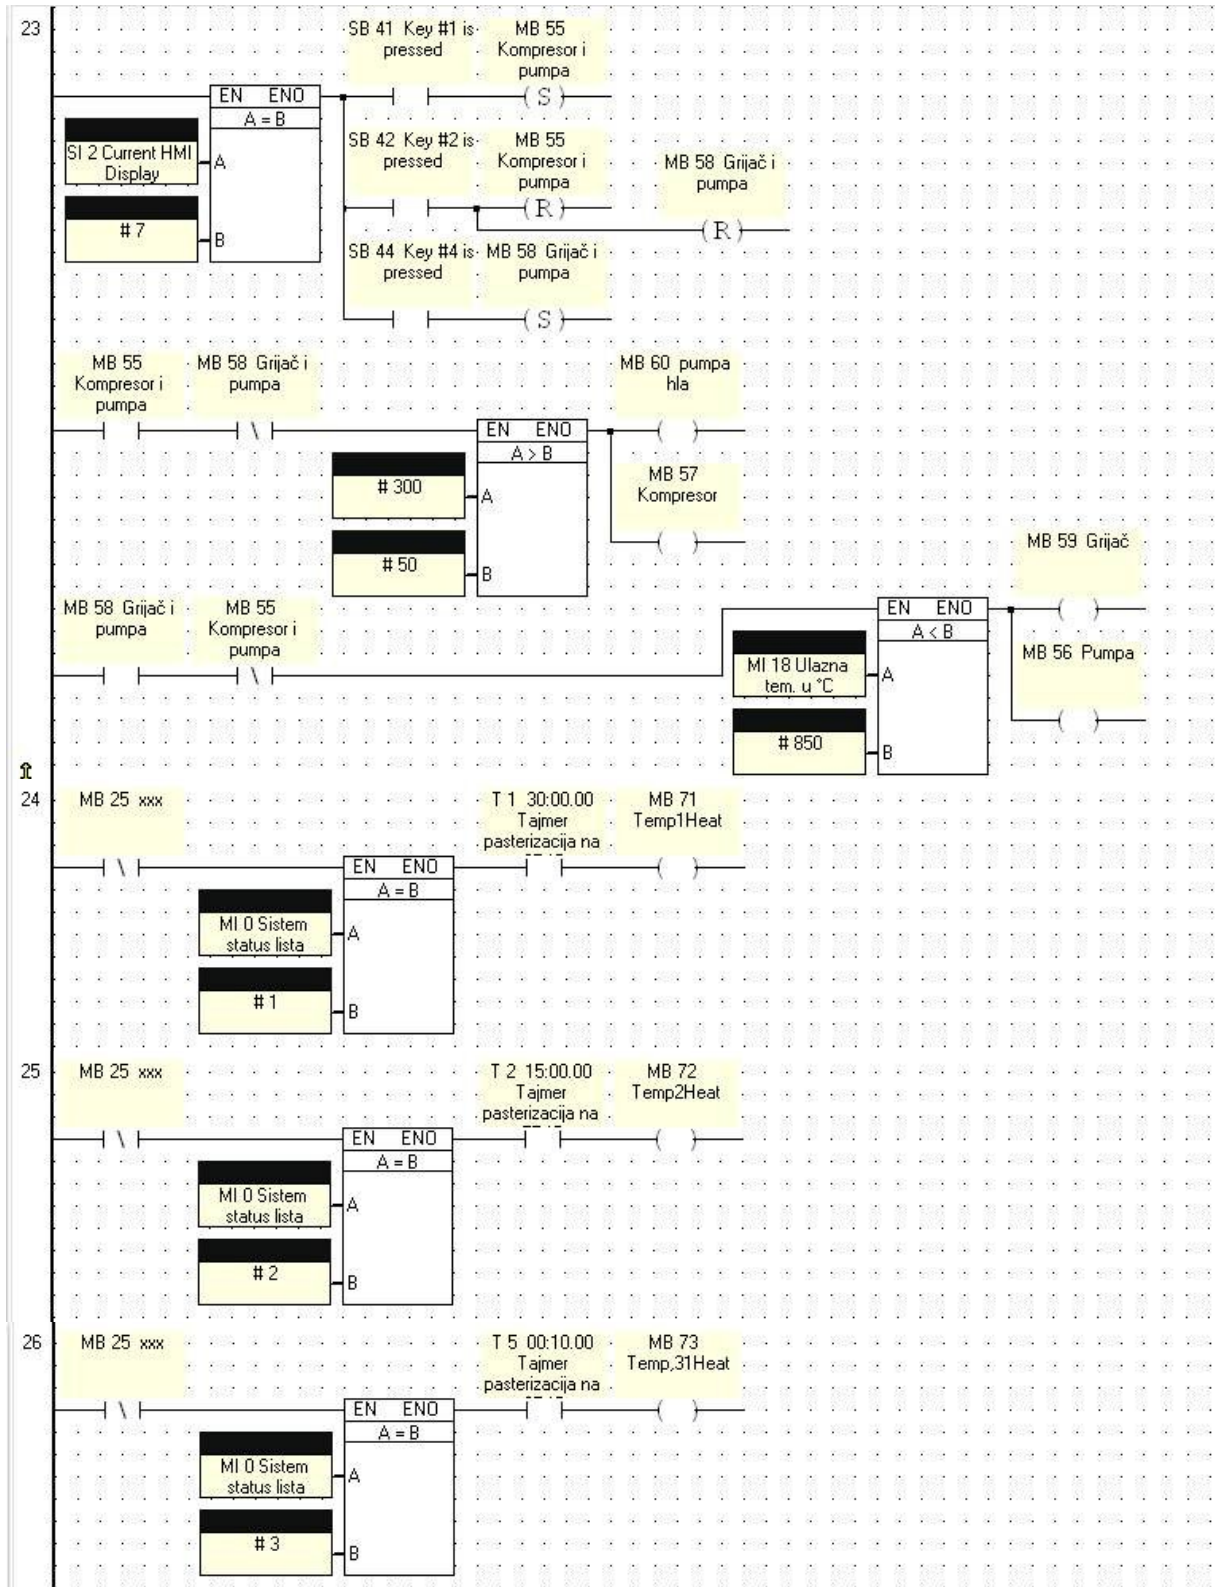 23
SB 41 Key #1 is
pressed
MB 55
Kompresor i
pumpa
EN ENO
( S )
A = B
SI 2 Current HMI
Display
A
# 7
B
SB 42 Key #2 is
pressed
MB 55
Kompresor i
pumpa
( R )
MB 58 Grijač i
pumpa
( R )
SB 44 Key #4 is
pressed
MB 58 Grijač i
pumpa
( S )
MB 55
Kompresor i
pumpa
MB 58 Grijač i
pumpa
EN ENO
A > B
# 300
A
# 50
B
MB 60 pumpa
hla
MB 57
Kompresor
MB 58 Grijač i
pumpa
MB 55
Kompresor i
pumpa
EN ENO
A < B
MI 18 Ulazna
tem. u °C
A
# 850
B
MB 59 Grijač
MB 56 Pumpa
24
MB 25 xxx
EN ENO
A = B
MI 0 Sistem
status lista
A
# 1
B
T 1 30:00.00
Tajmer
pasterizacija na
MB 71
Temp1Heat
25
MB 25 xxx
EN ENO
A = B
MI 0 Sistem
status lista
A
# 2
B
T 2 15:00.00
Tajmer
pasterizacija na
MB 72
Temp2Heat
26
MB 25 xxx
EN ENO
A = B
MI 0 Sistem
status lista
A
# 3
B
T 5 00:10.00
Tajmer
pasterizacija na
MB 73
Temp,31Heat